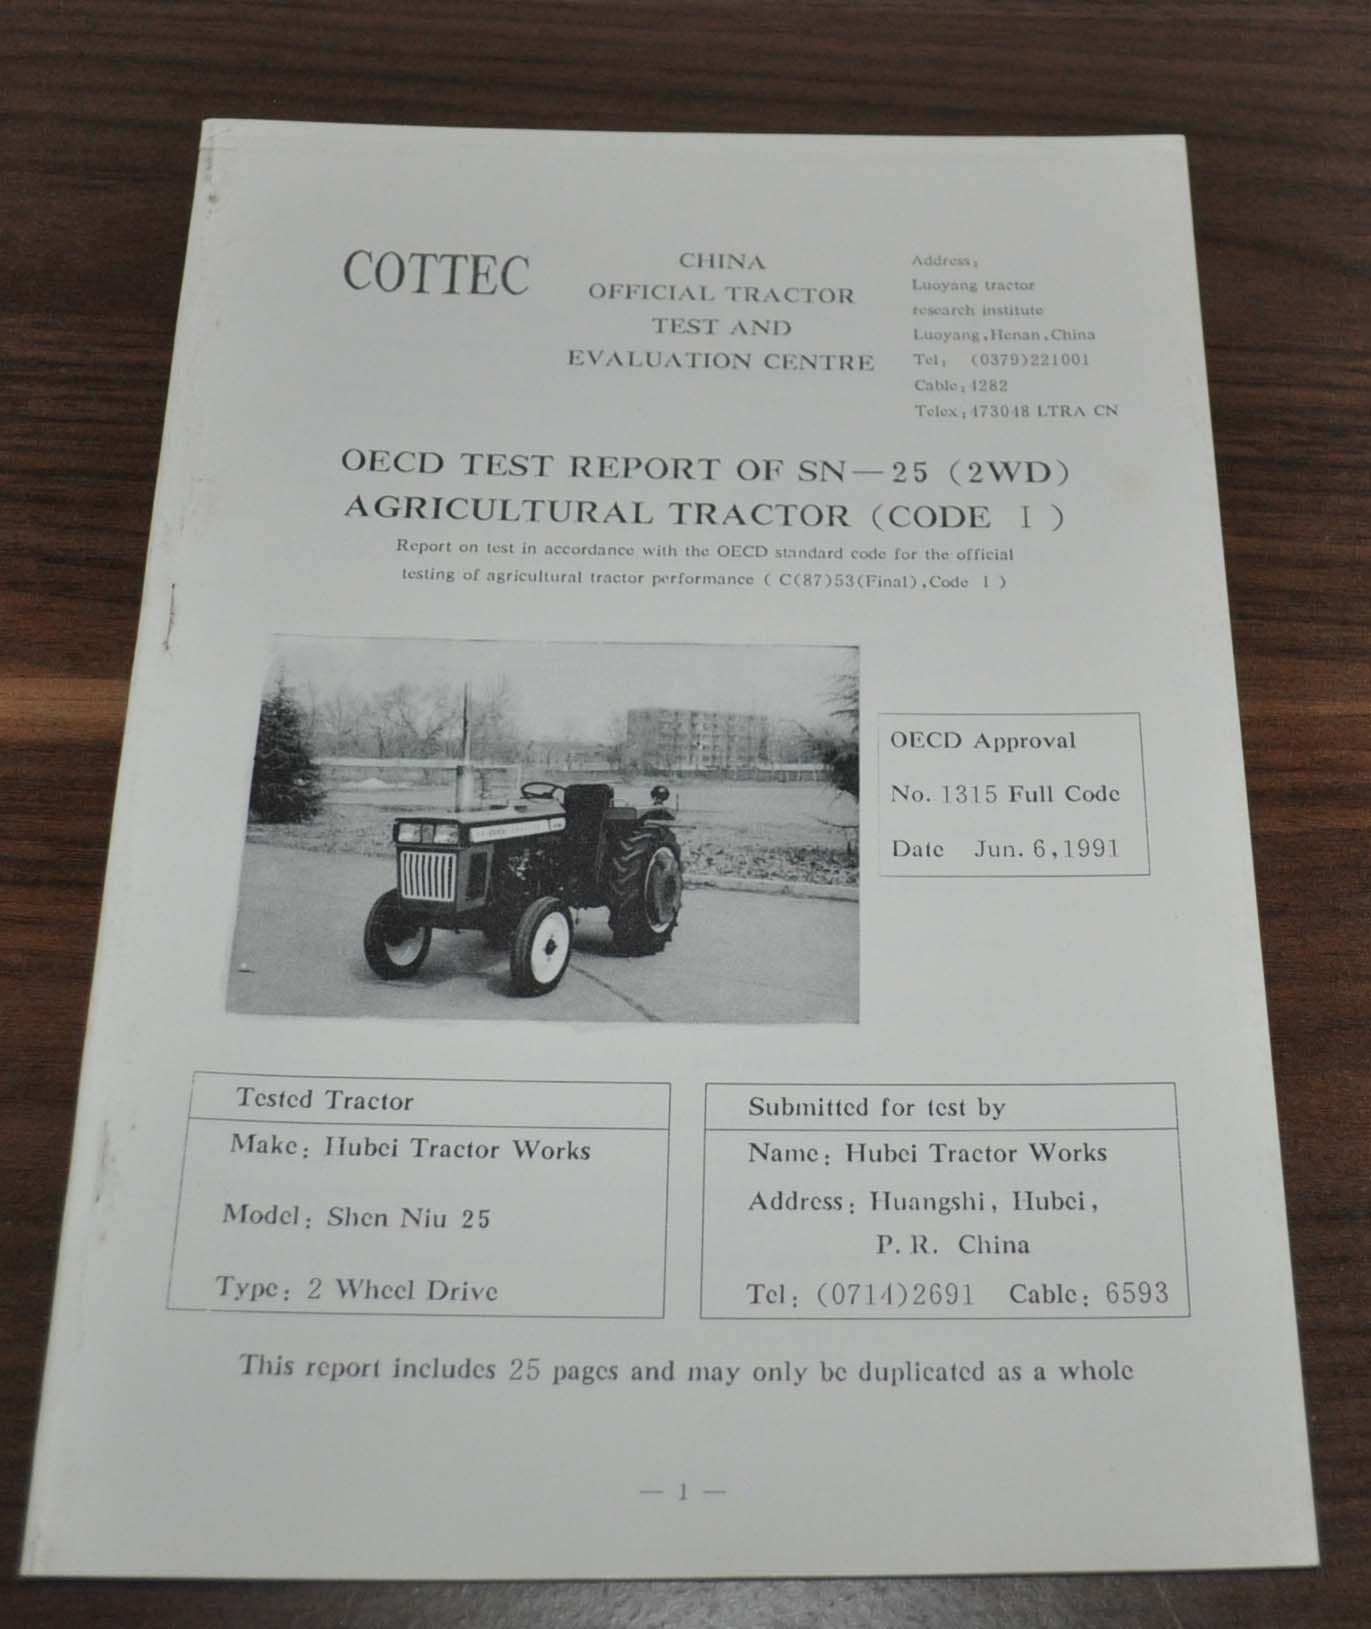 COTTEC
CHINA
OFFICIAL TRACTOR
TEST AND
EVALUATION CENTRE
Address:
Luoyang tractor
research institute
Luoyang,Henan,China
Tel: (0379)221001
Cable: 4282
Telex: 473048 LTRA CN
OECD TEST REPORT OF SN—25 (2WD)
AGRICULTURAL TRACTOR (CODE I)
Report on test in accordance with the OECD standard code for the official
testing of agricultural tractor performance (C(87)53(Final),Code I)
OECD Approval
No. 1315 Full Code
Date Jun. 6,1991
Tested Tractor
Make: Hubei Tractor Works
Model: Shen Niu 25
Type: 2 Wheel Drive
Submitted for test by
Name: Hubei Tractor Works
Address: Huangshi, Hubei,
P. R. China
Tel: (0714)2691 Cable: 6593
This report includes 25 pages and may only be duplicated as a whole
— 1 —